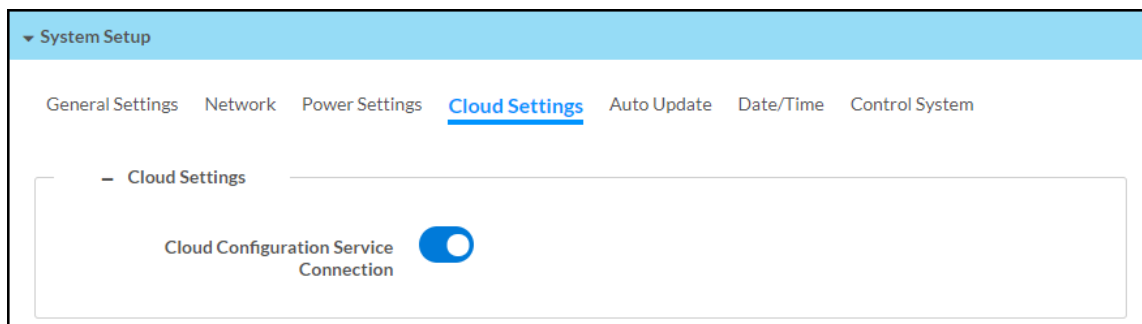 System Setup
General Settings Network Power Settings Cloud Settings Auto Update Date/Time Control System
Cloud Settings
Cloud Configuration Service
Connection